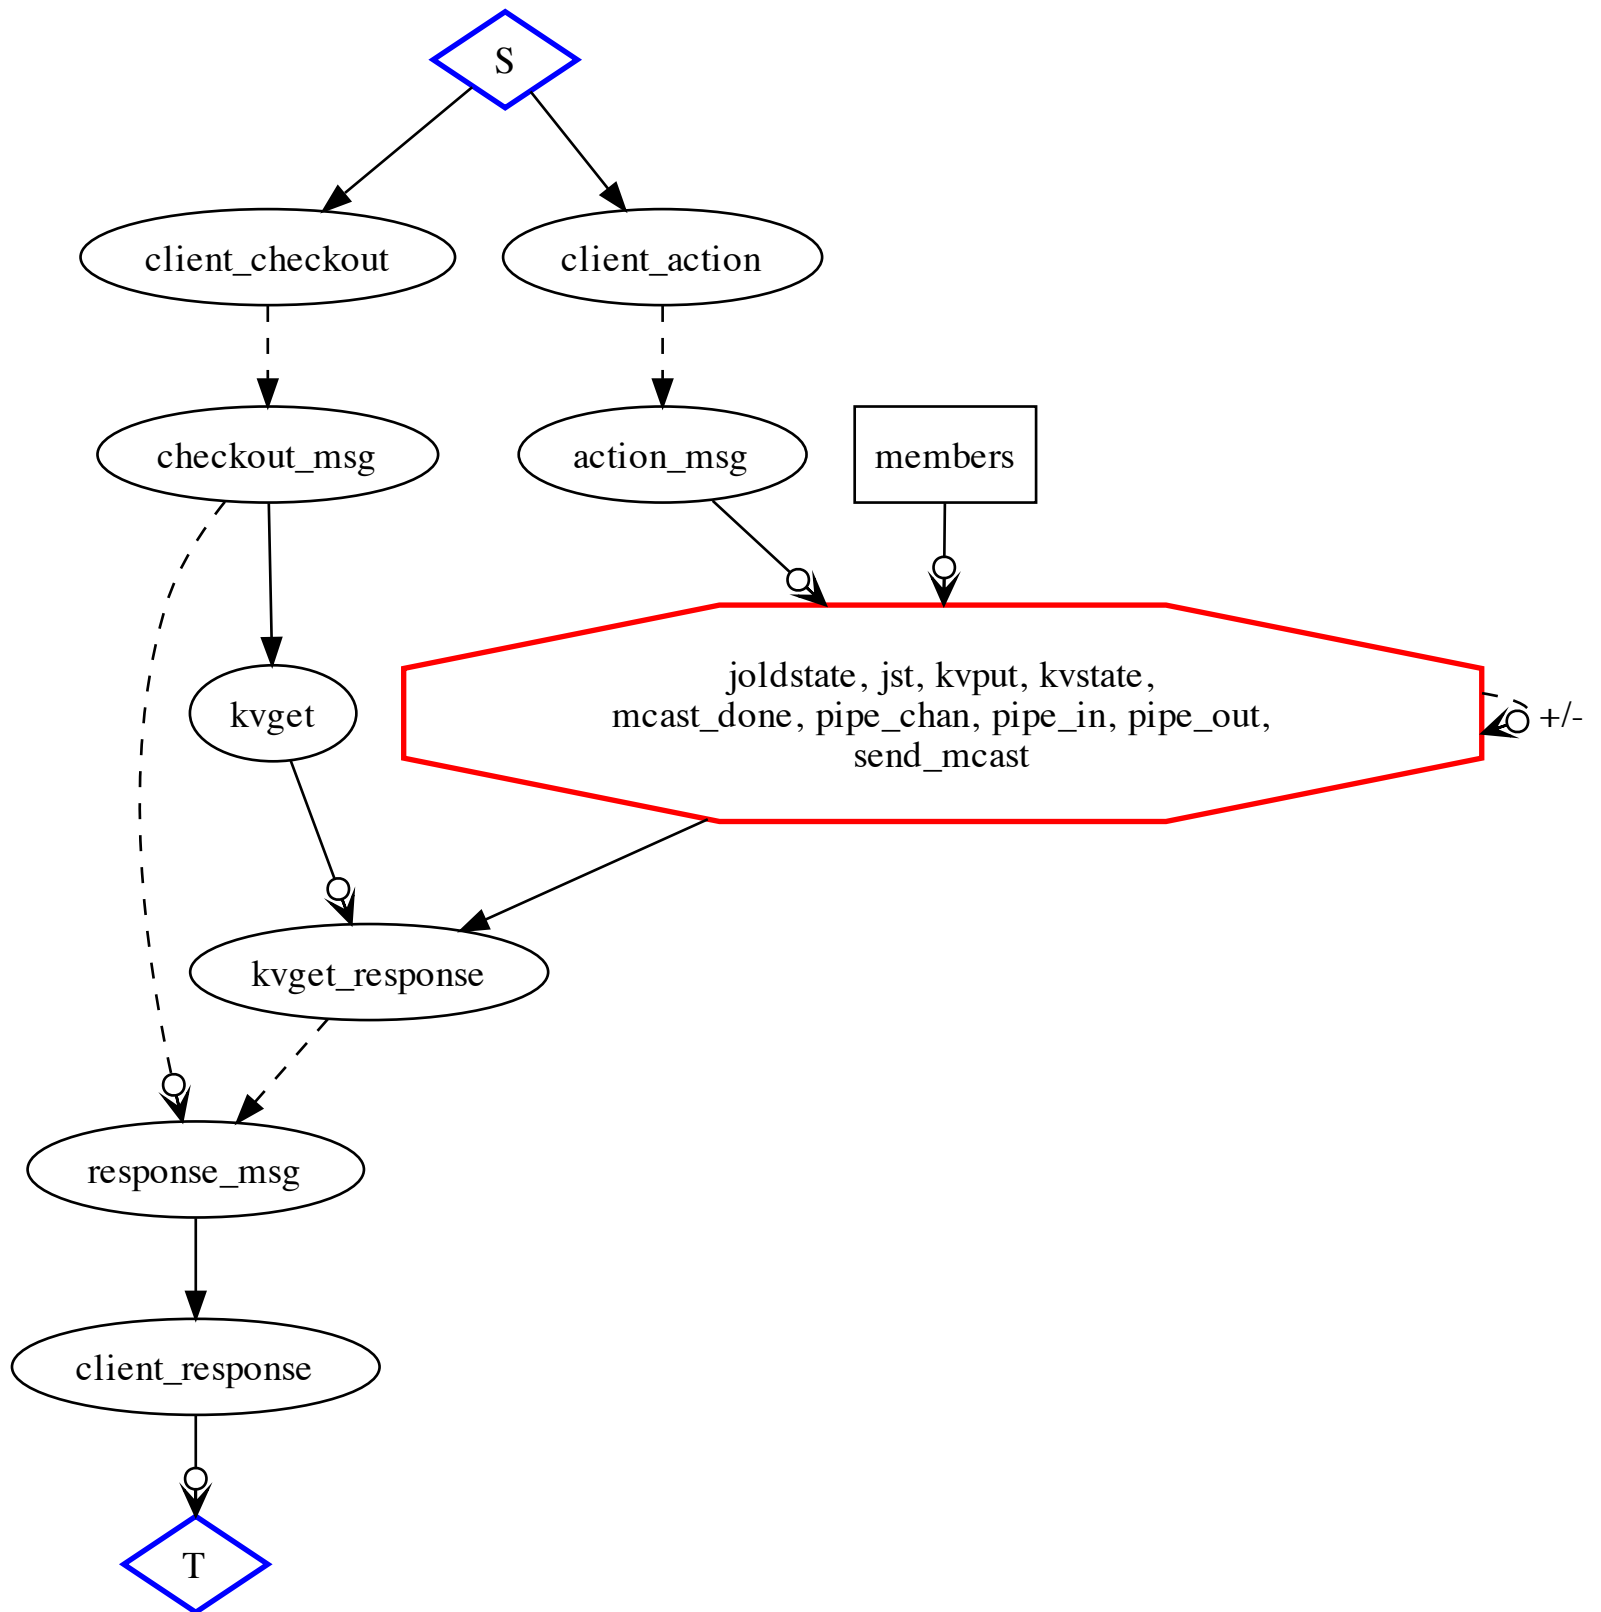 S
client_checkout
client_action
checkout_msg
action_msg
members
kvget
joldstate, jst, kvput, kvstate,
mcast_done, pipe_chan, pipe_in, pipe_out,
send_mcast
+/-
kvget_response
response_msg
client_response
T